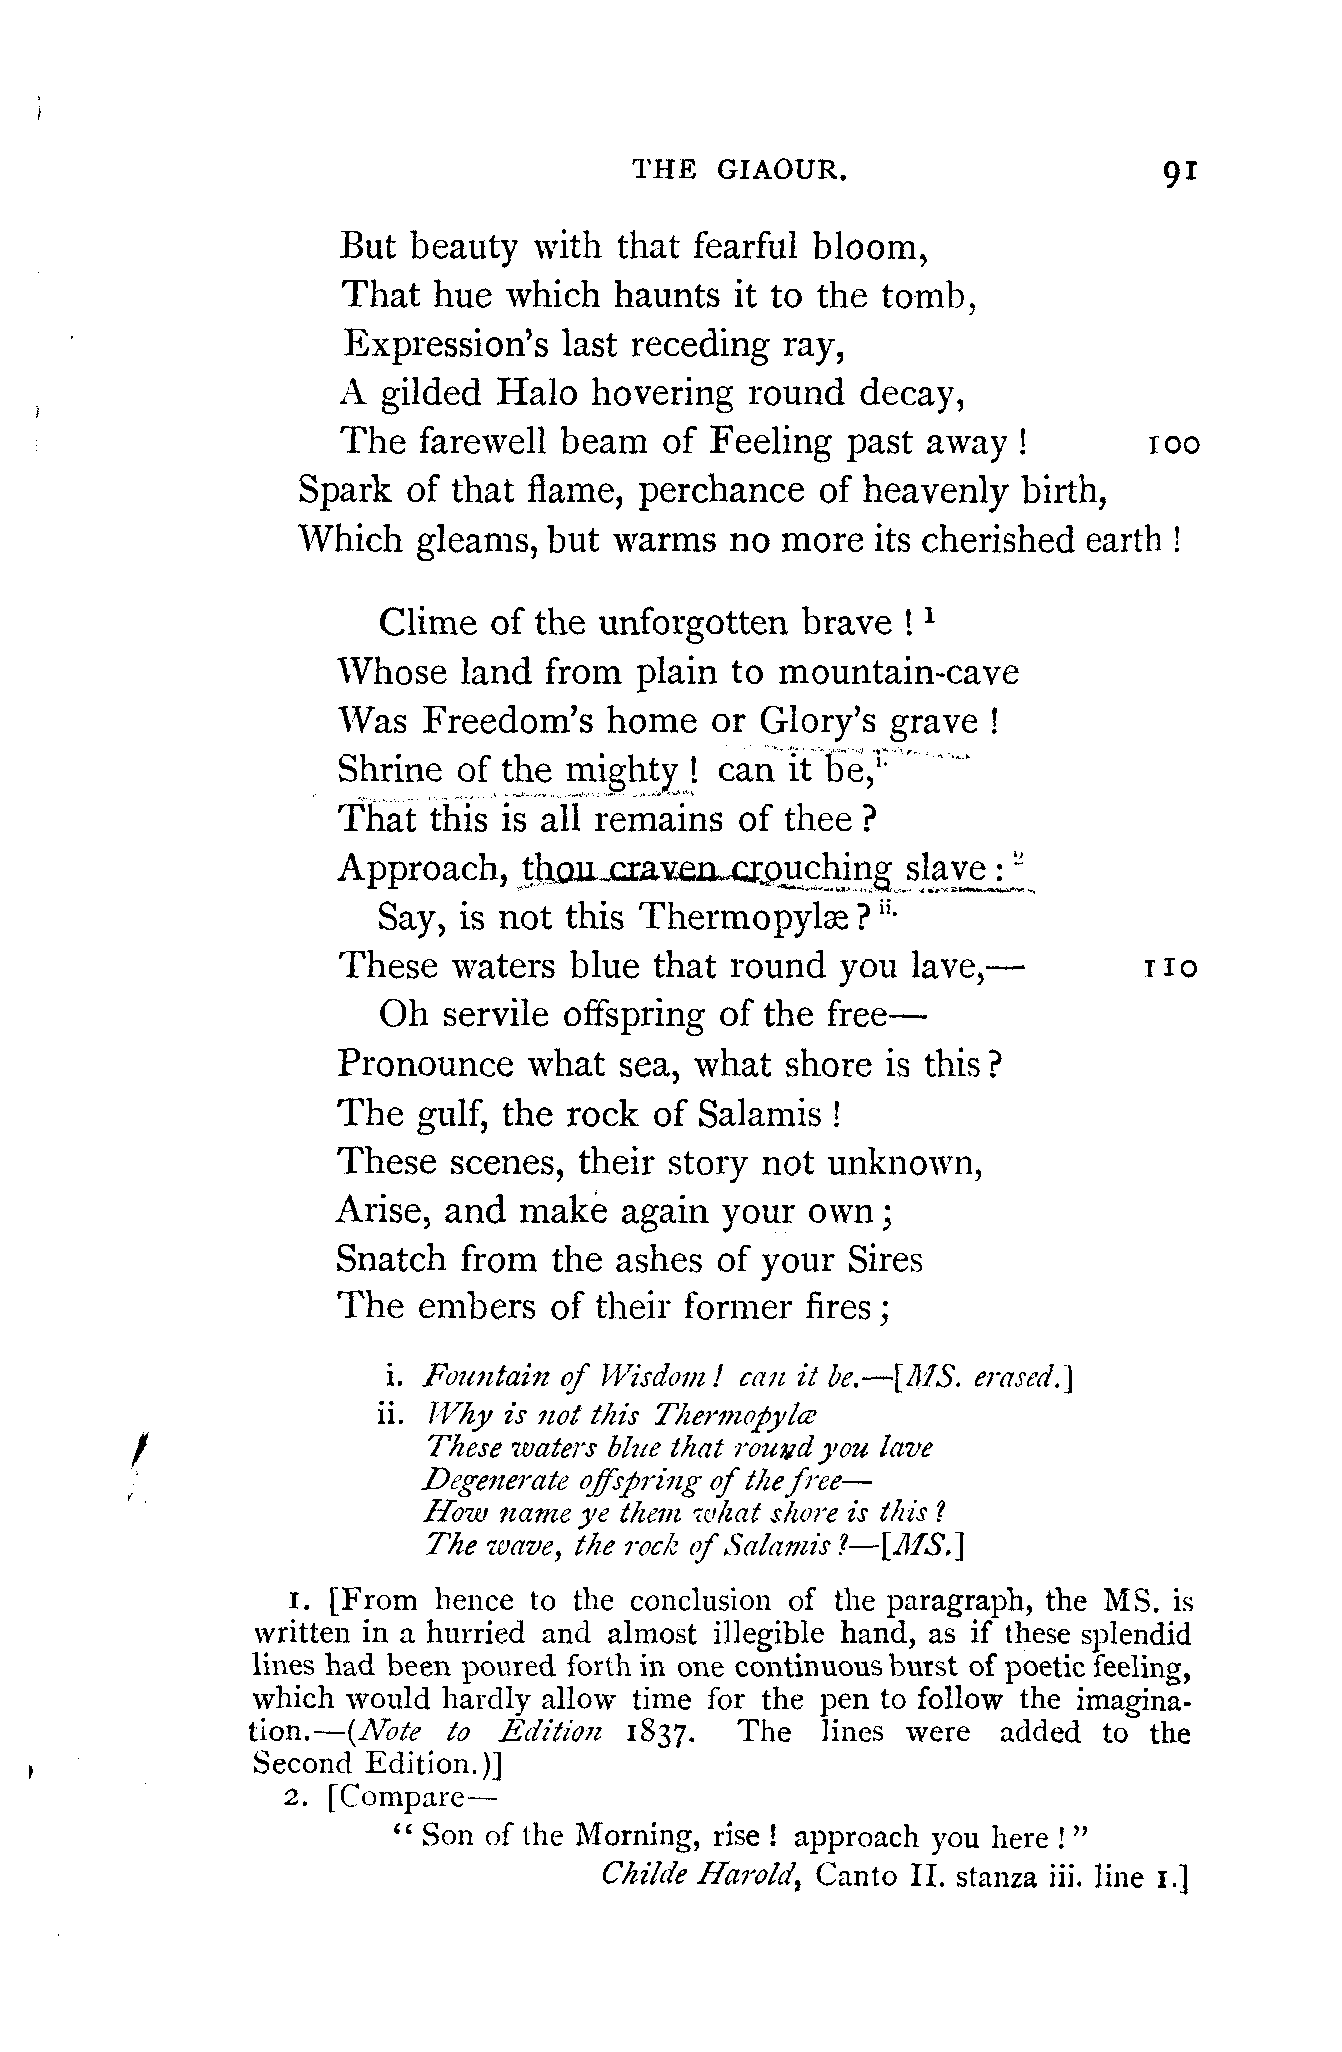 THE GIAOUR. 91
But beauty with that fearful bloom,
That hue which haunts it to the tomb,
Expression's last receding ray,
A gilded Halo hovering round decay,
The farewell beam of Feeling past away! 100
Spark of that flame, perchance of heavenly birth,
Which gleams, but warms no more its cherished earth!
Clime of the unforgotten brave!¹
Whose land from plain to mountain-cave
Was Freedom's home or Glory's grave!
Shrine of the mighty! can it be,i.
That this is all remains of thee?
Approach, thou craven crouching slave:²
Say, is not this Thermopylæ?ii.
These waters blue that round you lave,— 110
Oh servile offspring of the free—
Pronounce what sea, what shore is this?
The gulf, the rock of Salamis!
These scenes, their story not unknown,
Arise, and make again your own;
Snatch from the ashes of your Sires
The embers of their former fires;
i. Fountain of Wisdom! can it be.—[MS. erased.]
ii. Why is not this Thermopylæ
These waters blue that round you lave
Degenerate offspring of the free—
How name ye them what shore is this?
The wave, the rock of Salamis?—[MS.]
1. [From hence to the conclusion of the paragraph, the MS. is
written in a hurried and almost illegible hand, as if these splendid
lines had been poured forth in one continuous burst of poetic feeling,
which would hardly allow time for the pen to follow the imagina-
tion.—(Note to Edition 1837. The lines were added to the
Second Edition.)]
2. [Compare—
"Son of the Morning, rise! approach you here!"
Childe Harold, Canto II. stanza iii. line 1.]